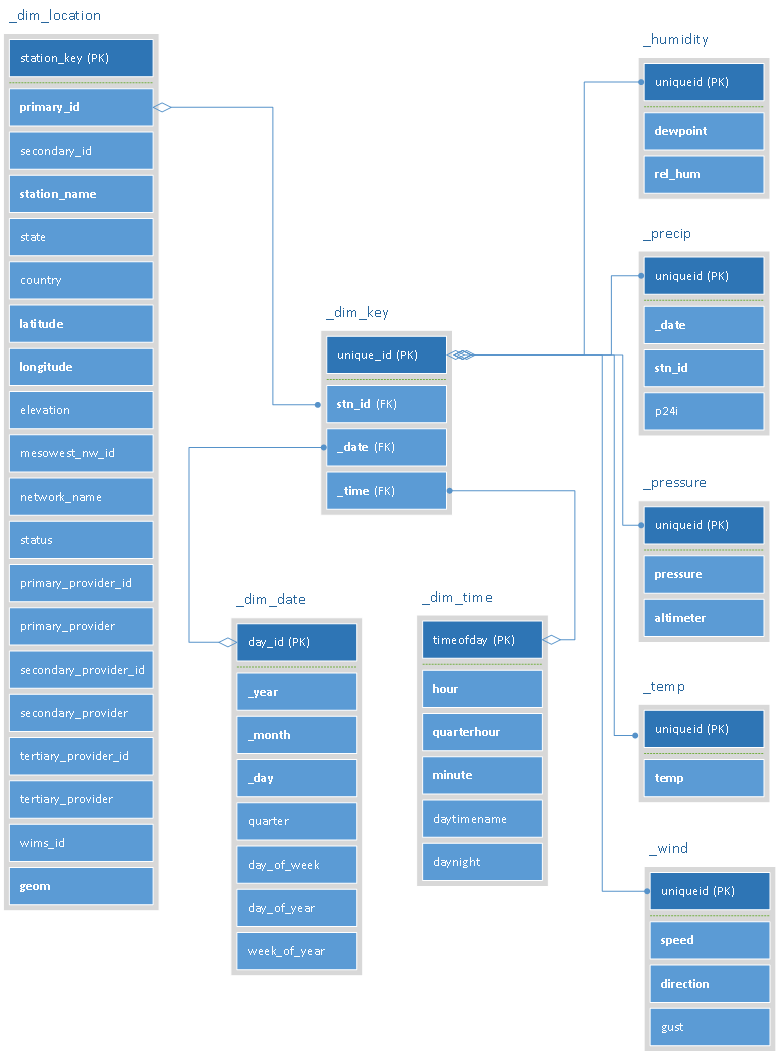 _dim_location
station_key (PK)
primary_id
secondary_id
station_name
state
country
latitude
longitude
elevation
mesowest_nw_id
network_name
status
primary_provider_id
primary_provider
secondary_provider_id
secondary_provider
tertiary_provider_id
tertiary_provider
wims_id
geom
_dim_key
unique_id (PK)
stn_id (FK)
_date (FK)
_time (FK)
_dim_date
day_id (PK)
_year
_month
_day
quarter
day_of_week
day_of_year
week_of_year
_dim_time
timeofday (PK)
hour
quarterhour
minute
daytimename
daynight
_humidity
uniqueid (PK)
dewpoint
rel_hum
_precip
uniqueid (PK)
_date
stn_id
p24i
_pressure
uniqueid (PK)
pressure
altimeter
_temp
uniqueid (PK)
temp
_wind
uniqueid (PK)
speed
direction
gust